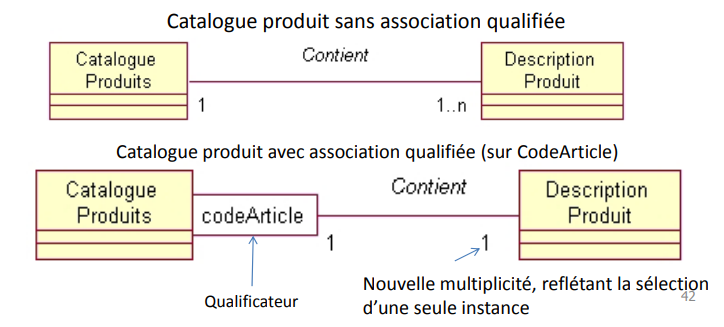 Catalogue produit sans association qualifiée
Catalogue
Produits
Contient
Description
Produit
1
1..n
Catalogue produit avec association qualifiée (sur CodeArticle)
Catalogue
Produits
codeArticle
Contient
Description
Produit
1
1
Qualificateur
Nouvelle multiplicité, reflétant la sélection
d’une seule instance
42